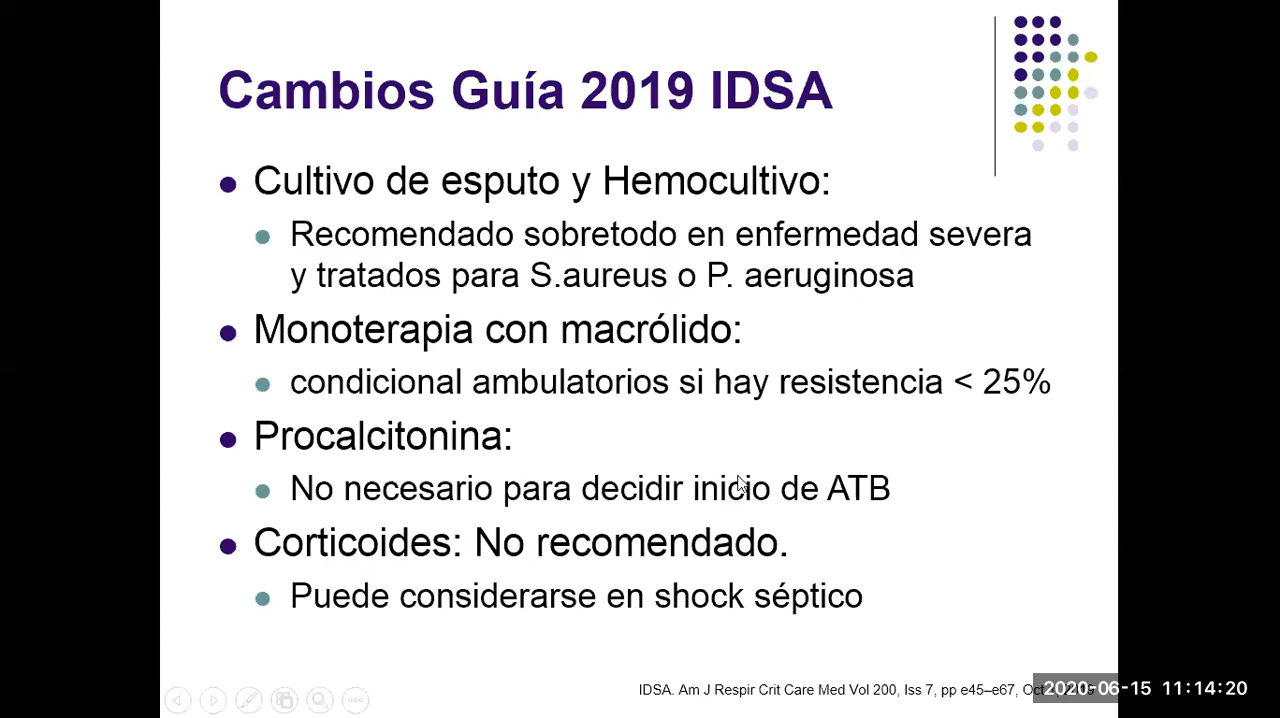 Cambios Guía 2019 IDSA
Cultivo de esputo y Hemocultivo:
Recomendado sobretodo en enfermedad severa
y tratados para S.aureus o P. aeruginosa
Monoterapia con macrólido:
condicional ambulatorios si hay resistencia < 25%
Procalcitonina:
No necesario para decidir inicio de ATB
Corticoides: No recomendado.
Puede considerarse en shock séptico
IDSA. Am J Respir Crit Care Med Vol 200, Iss 7, pp e45–e67,
2020-06-15 11:14:20